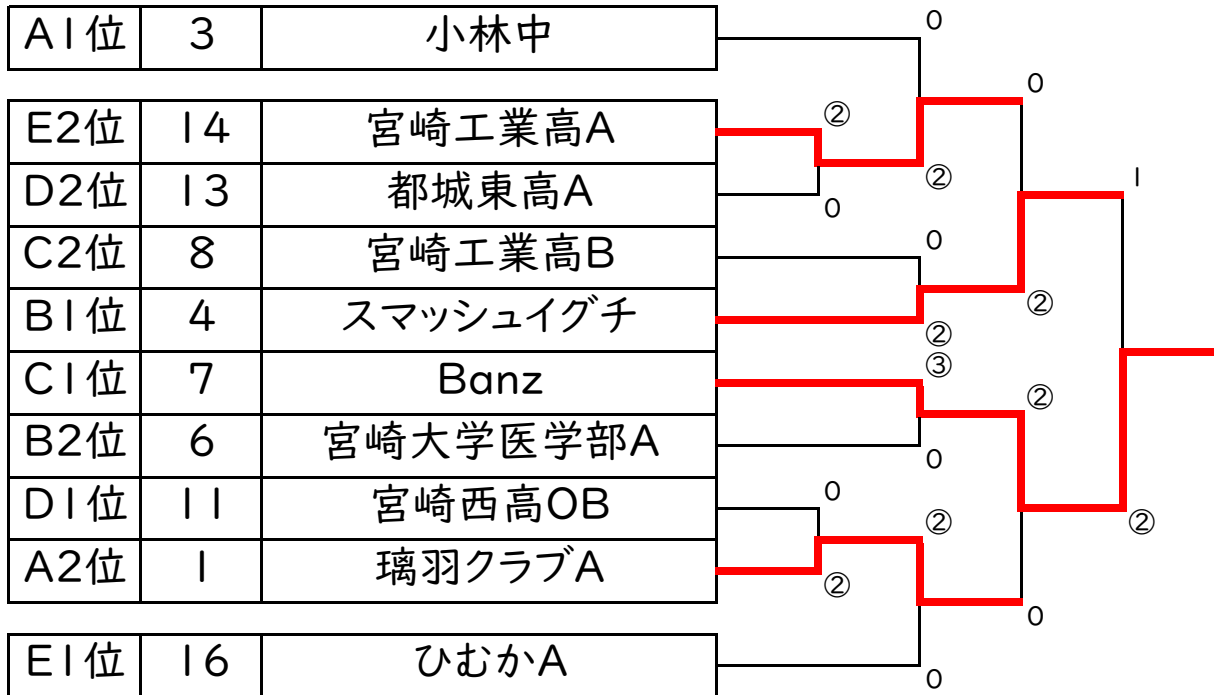 A1位 3 小林中
E2位 14 宮崎工業高A
D2位 13 都城東高A
C2位 8 宮崎工業高B
B1位 4 スマッシュイグチ
C1位 7 Banz
B2位 6 宮崎大学医学部A
D1位 11 宮崎西高OB
A2位 1 璃羽クラブA
E1位 16 ひむかA
0
0
②
②
1
0
0
②
②
③
②
0
0
②
②
②
0
0